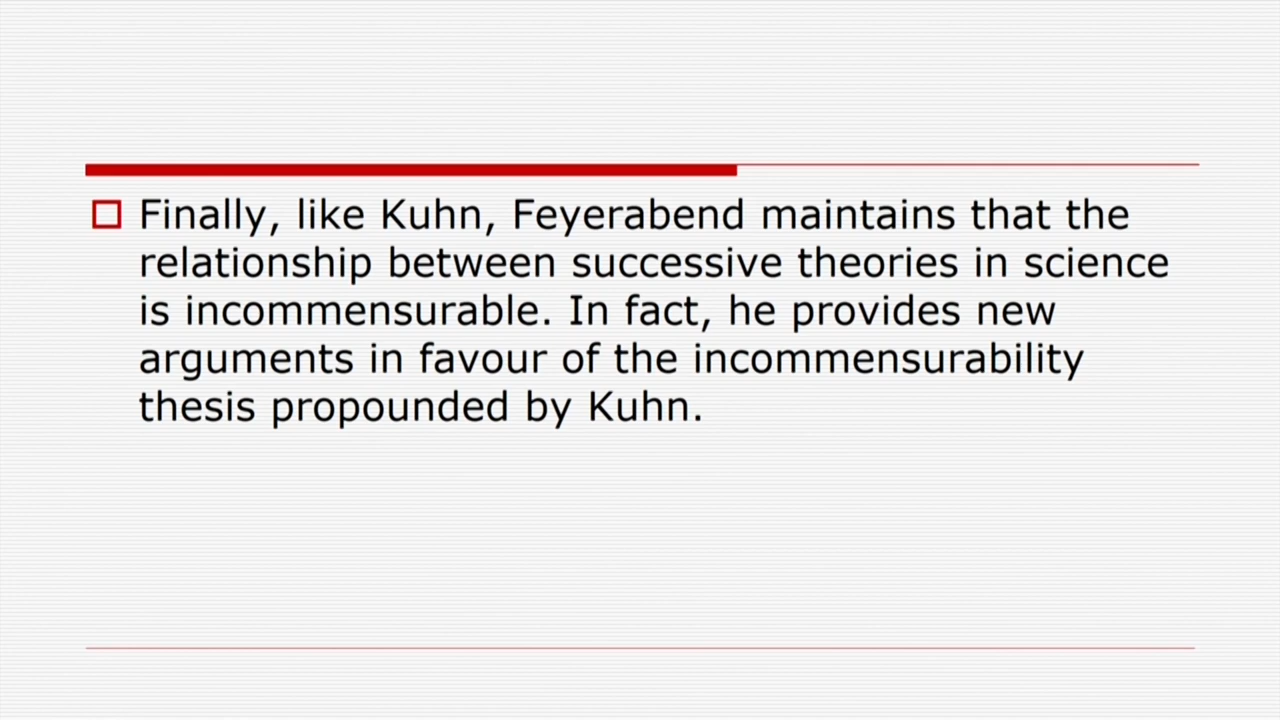 Finally, like Kuhn, Feyerabend maintains that the
relationship between successive theories in science
is incommensurable. In fact, he provides new
arguments in favour of the incommensurability
thesis propounded by Kuhn.